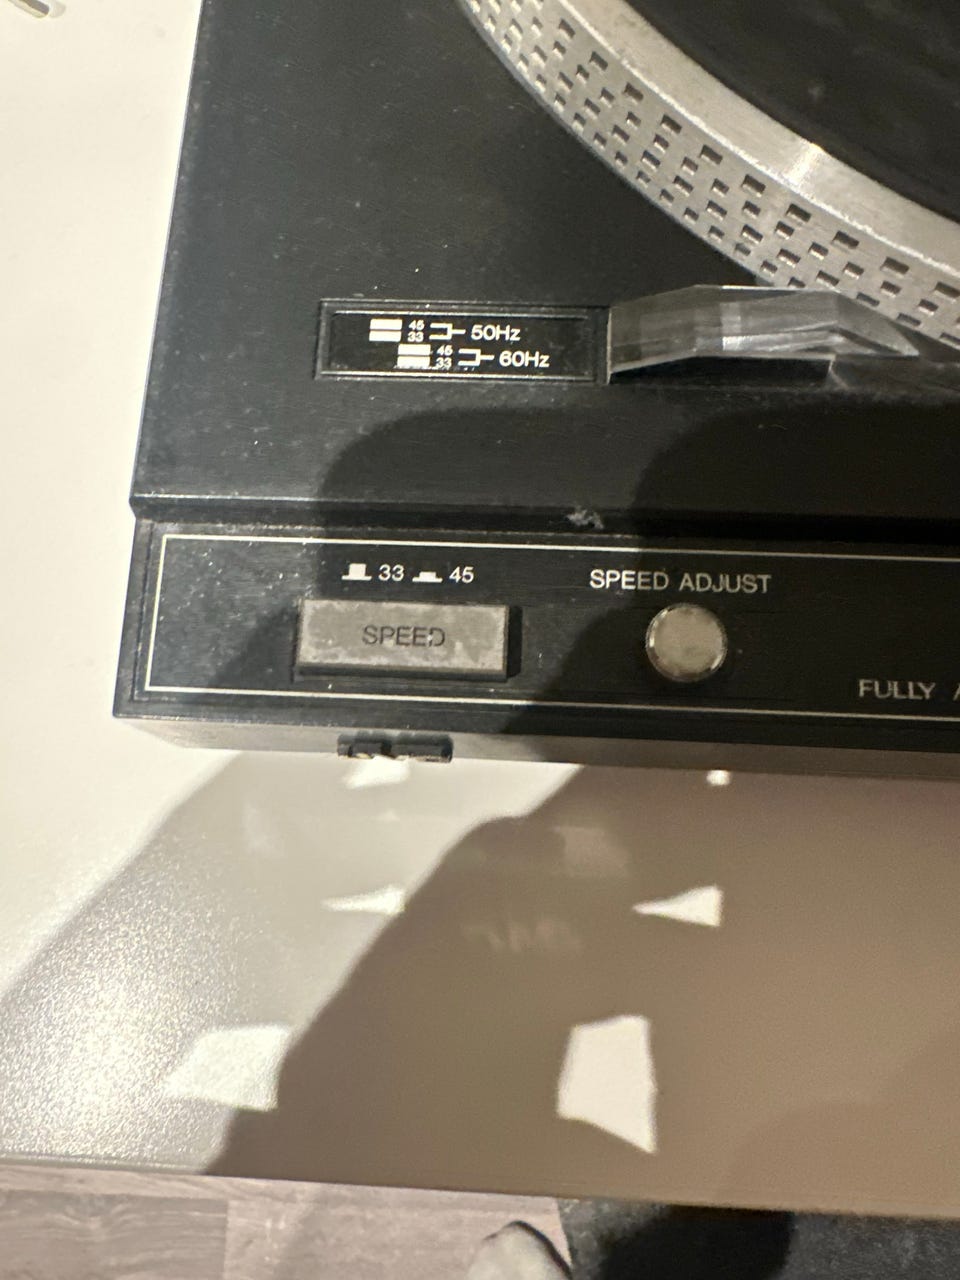 45 50Hz
33
45 60Hz
33
33 45
SPEED ADJUST
SPEED
FULLY